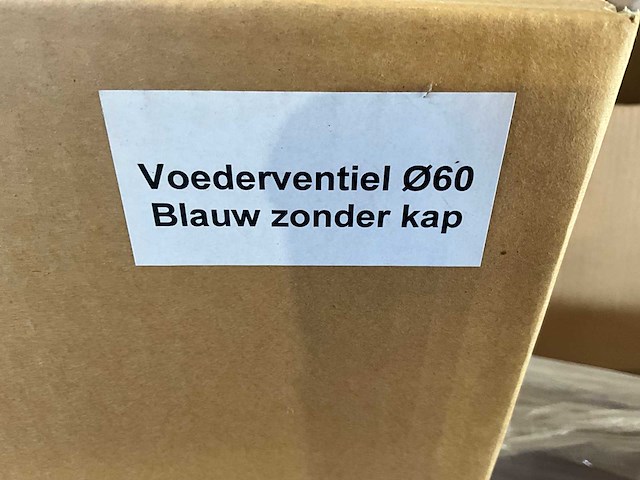 Voederventiel Ø60
Blauw zonder kap